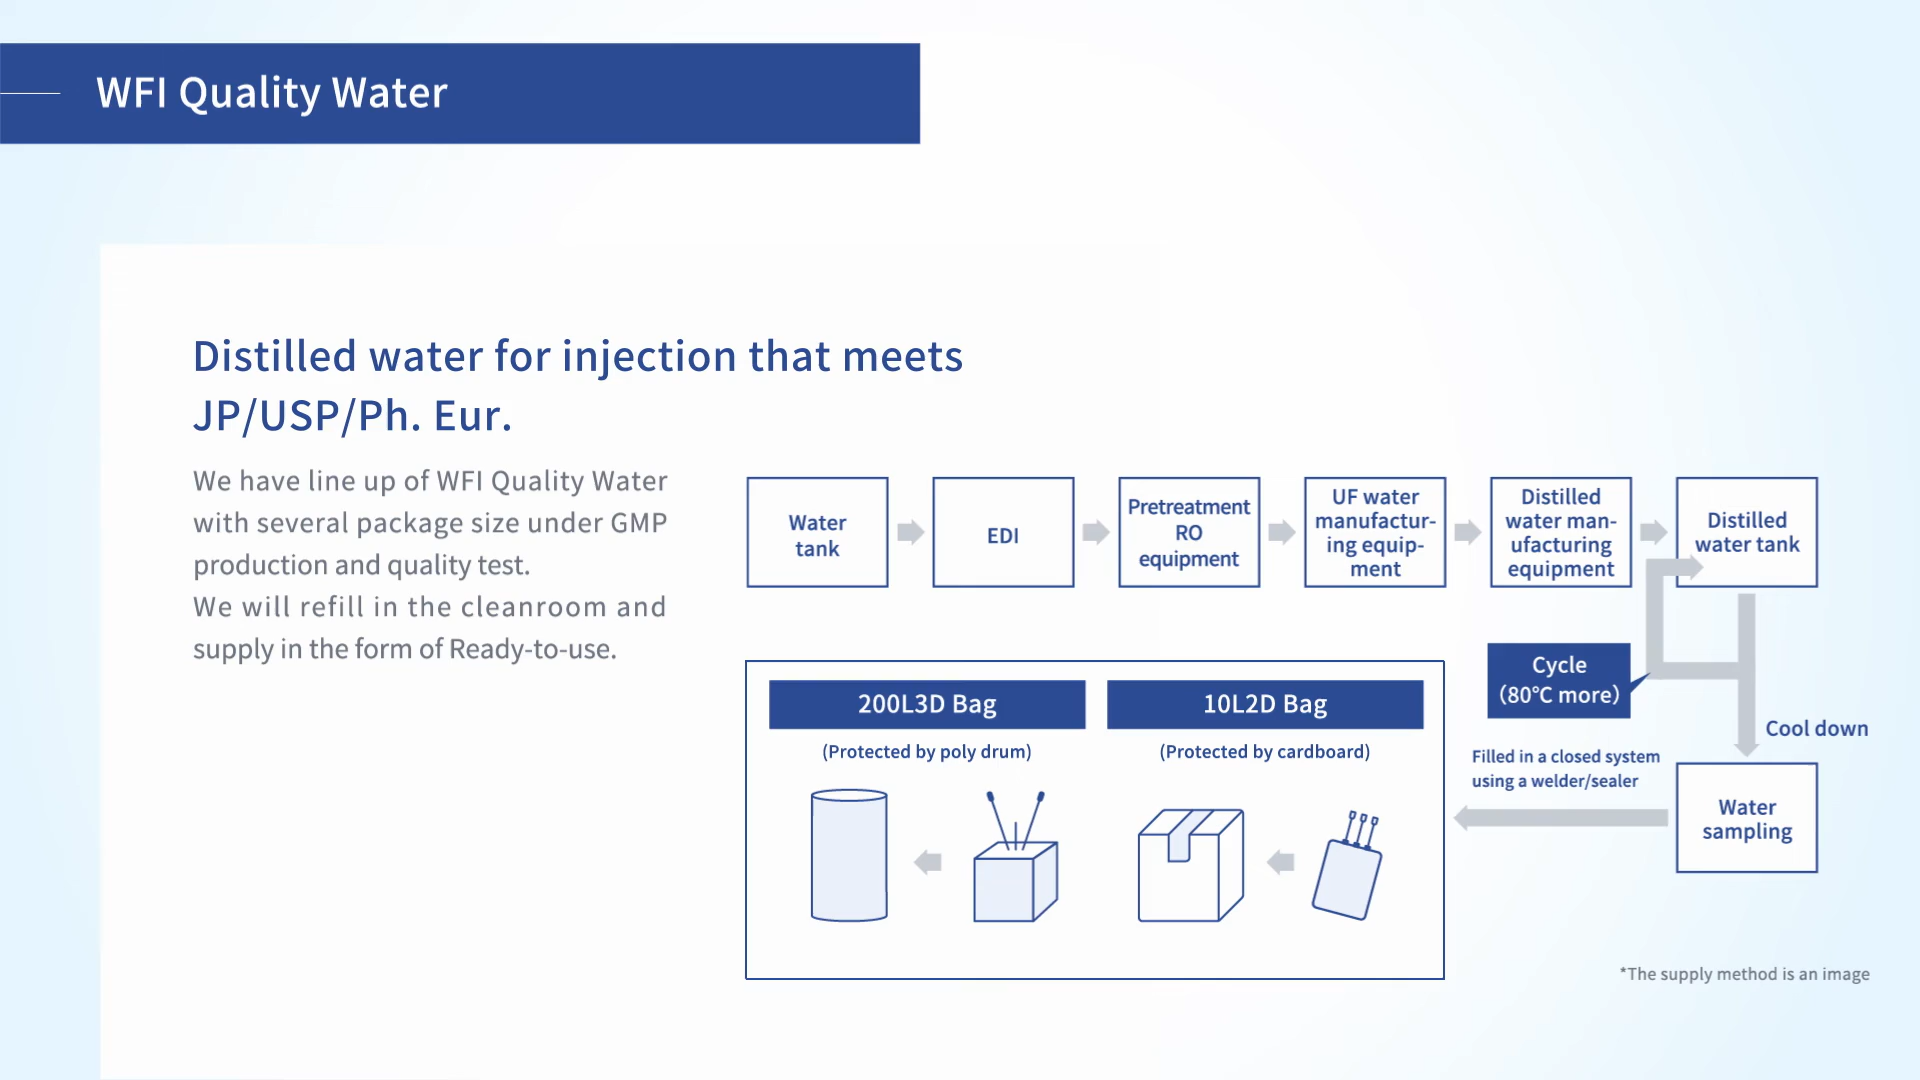 WFI Quality Water
Distilled water for injection that meets
JP/USP/Ph. Eur.
We have line up of WFI Quality Water
with several package size under GMP
production and quality test.
We will refill in the cleanroom and
supply in the form of Ready-to-use.
Water
tank
EDI
Pretreatment
RO
equipment
UF water
manufactur-
ing equip-
ment
Distilled
water man-
ufacturing
equipment
Distilled
water tank
Cycle
(80℃ more)
Cool down
Water
sampling
Filled in a closed system
using a welder/sealer
200L3D Bag
(Protected by poly drum)
10L2D Bag
(Protected by cardboard)
*The supply method is an image